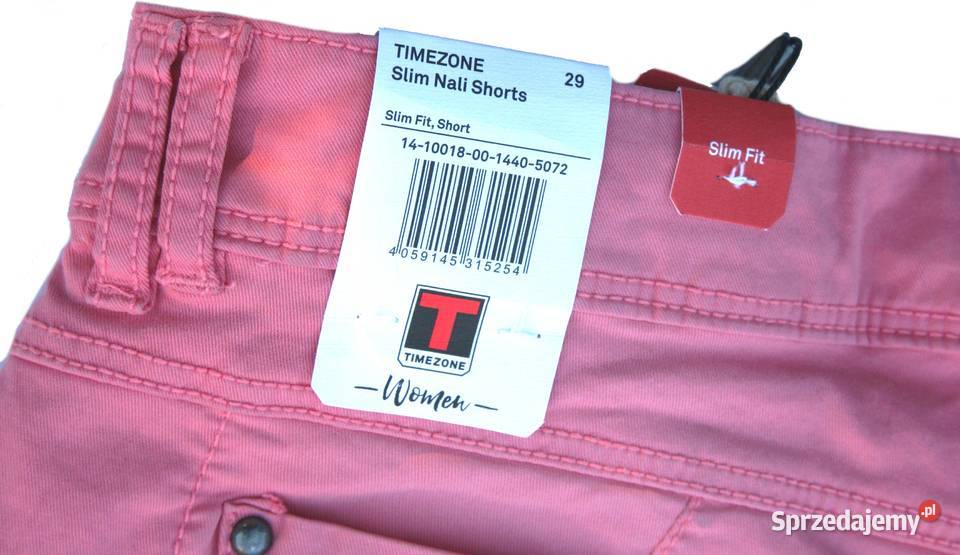 TIMEZONE
Slim Nali Shorts
29
Slim Fit, Short
14-10018-00-1440-5072
4 059145 315254
T
TIMEZONE
Women
Slim Fit
Sprzedajemy.pl